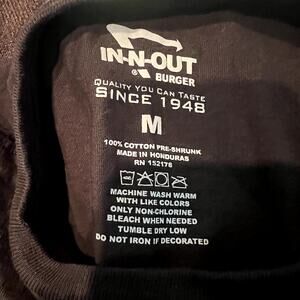 IN-N-OUT
® BURGER
QUALITY YOU CAN TASTE
SINCE 1948
M
100% COTTON PRE-SHRUNK
MADE IN HONDURAS
RN 152176
MACHINE WASH WARM
WITH LIKE COLORS
ONLY NON-CHLORINE
BLEACH WHEN NEEDED
TUMBLE DRY LOW
DO NOT IRON IF DECORATED